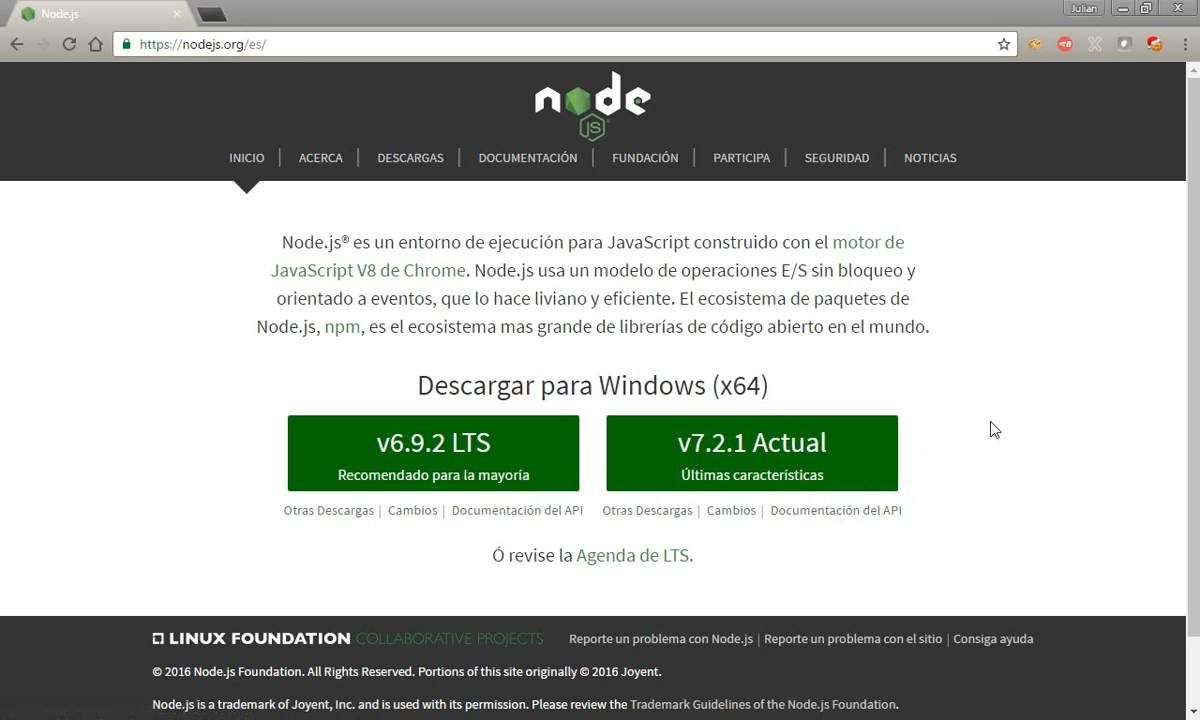 Node.js
Julian
https://nodejs.org/es/
node
JS
INICIO | ACERCA | DESCARGAS | DOCUMENTACIÓN | FUNDACIÓN | PARTICIPA | SEGURIDAD | NOTICIAS
Node.js® es un entorno de ejecución para JavaScript construido con el motor de
JavaScript V8 de Chrome. Node.js usa un modelo de operaciones E/S sin bloqueo y
orientado a eventos, que lo hace liviano y eficiente. El ecosistema de paquetes de
Node.js, npm, es el ecosistema mas grande de librerías de código abierto en el mundo.
Descargar para Windows (x64)
v6.9.2 LTS
Recomendado para la mayoría
v7.2.1 Actual
Últimas características
Otras Descargas | Cambios | Documentación del API
Otras Descargas | Cambios | Documentación del API
Ó revise la Agenda de LTS.
LINUX FOUNDATION COLLABORATIVE PROJECTS
Reporte un problema con Node.js | Reporte un problema con el sitio | Consiga ayuda
© 2016 Node.js Foundation. All Rights Reserved. Portions of this site originally © 2016 Joyent.
Node.js is a trademark of Joyent, Inc. and is used with its permission. Please review the Trademark Guidelines of the Node.js Foundation.